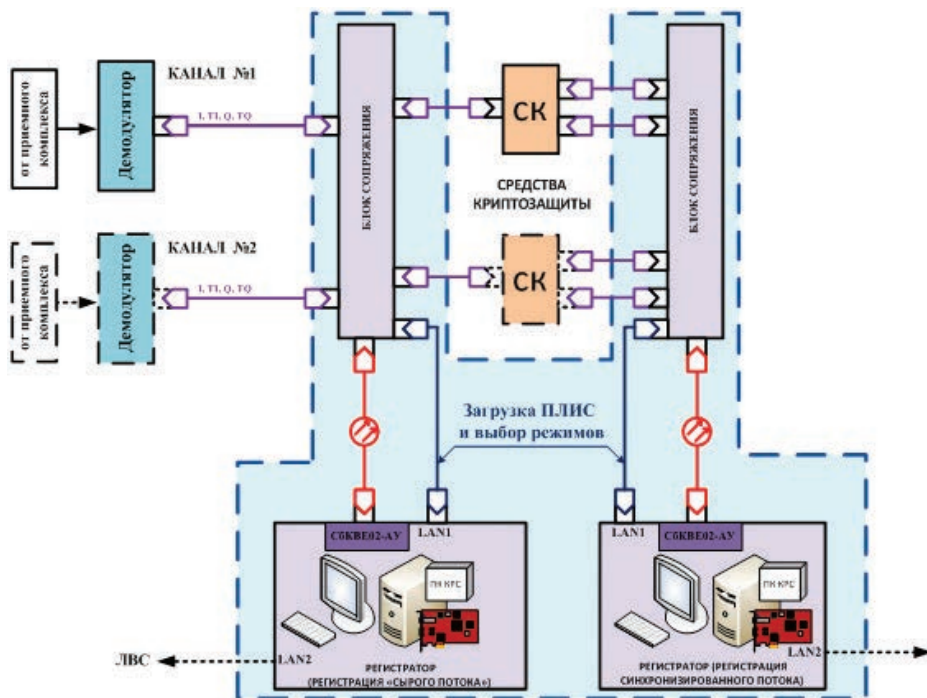 от приемного
комплекса
Демодулятор
КАНАЛ №1
I, TI, Q, TQ
БЛОК СОПРЯЖЕНИЯ
СК
БЛОК СОПРЯЖЕНИЯ
СРЕДСТВА
КРИПТОЗАЩИТЫ
от приемного
комплекса
Демодулятор
КАНАЛ №2
I, TI, Q, TQ
СК
Загрузка ПЛИС
и выбор режимов
СбКВЕ02-АУ
LAN1
LAN1
СбКВЕ02-АУ
ПК КРС
ПК КРС
ЛВС
LAN2
LAN2
РЕГИСТРАТОР
(РЕГИСТРАЦИЯ «СЫРОГО ПОТОКА»)
РЕГИСТРАТОР (РЕГИСТРАЦИЯ
СИНХРОНИЗИРОВАННОГО ПОТОКА)